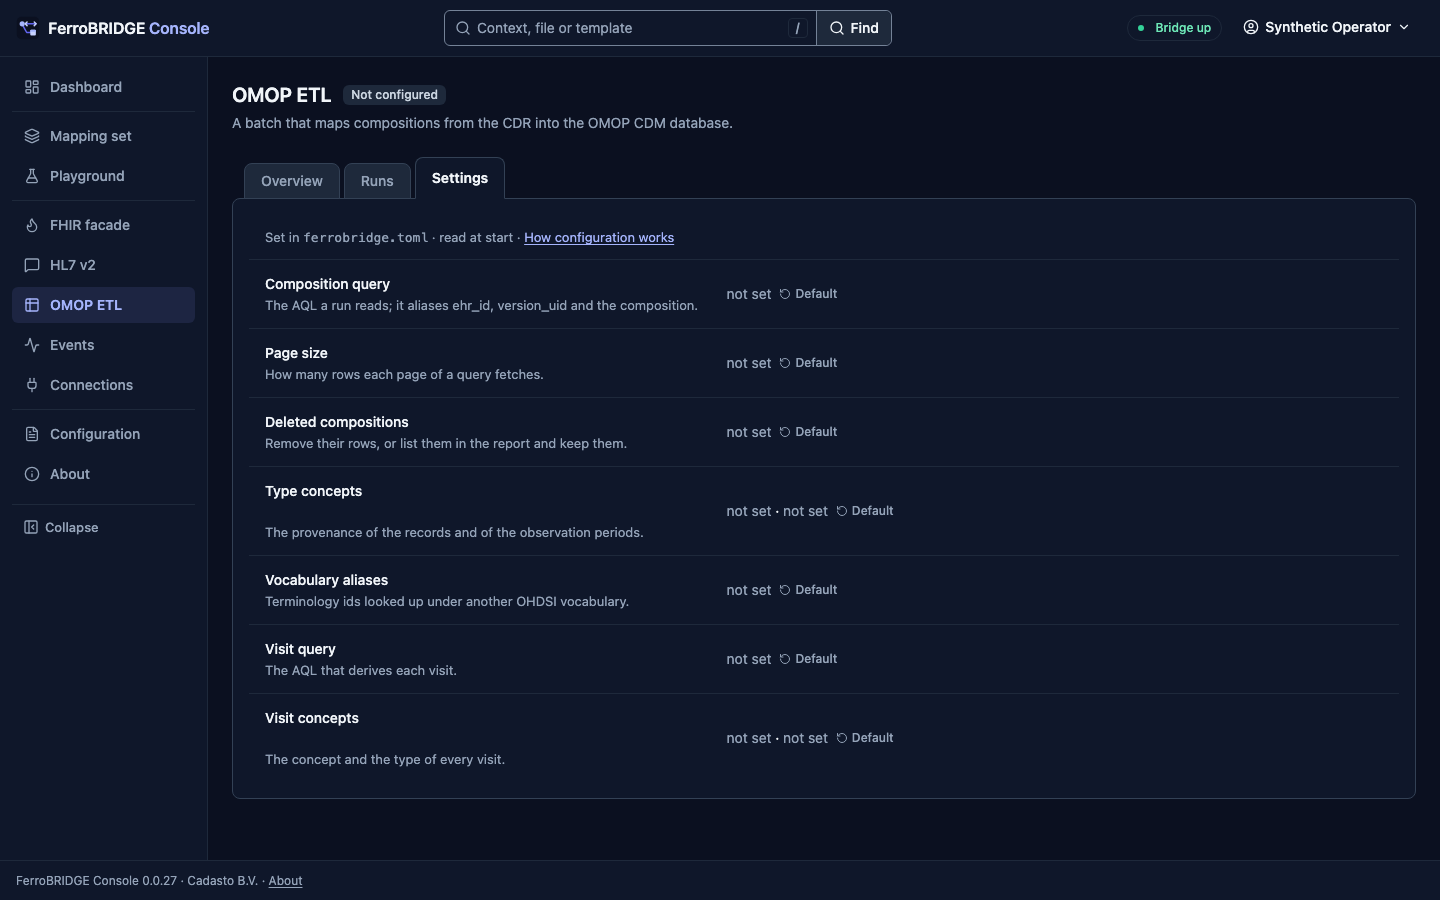 FerroBRIDGE Console
Context, file or template
/
Find
Bridge up
Synthetic Operator
Dashboard
Mapping set
Playground
FHIR facade
HL7 v2
OMOP ETL
Events
Connections
Configuration
About
Collapse
OMOP ETL
Not configured
A batch that maps compositions from the CDR into the OMOP CDM database.
Overview
Runs
Settings
Set in ferrobridge.toml · read at start · How configuration works
Composition query
The AQL a run reads; it aliases ehr_id, version_uid and the composition.
not set Default
Page size
How many rows each page of a query fetches.
not set Default
Deleted compositions
Remove their rows, or list them in the report and keep them.
not set Default
Type concepts
The provenance of the records and of the observation periods.
not set · not set Default
Vocabulary aliases
Terminology ids looked up under another OHDSI vocabulary.
not set Default
Visit query
The AQL that derives each visit.
not set Default
Visit concepts
The concept and the type of every visit.
not set · not set Default
FerroBRIDGE Console 0.0.27 · Cadasto B.V. · About